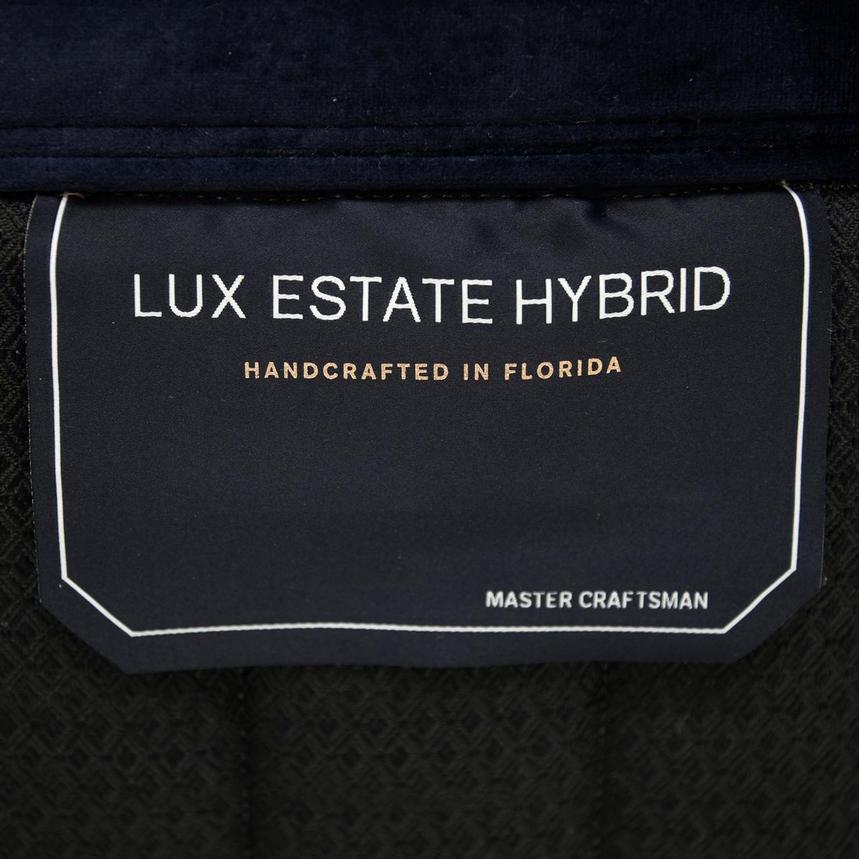 LUX ESTATE HYBRID
HANDCRAFTED IN FLORIDA
MASTER CRAFTSMAN